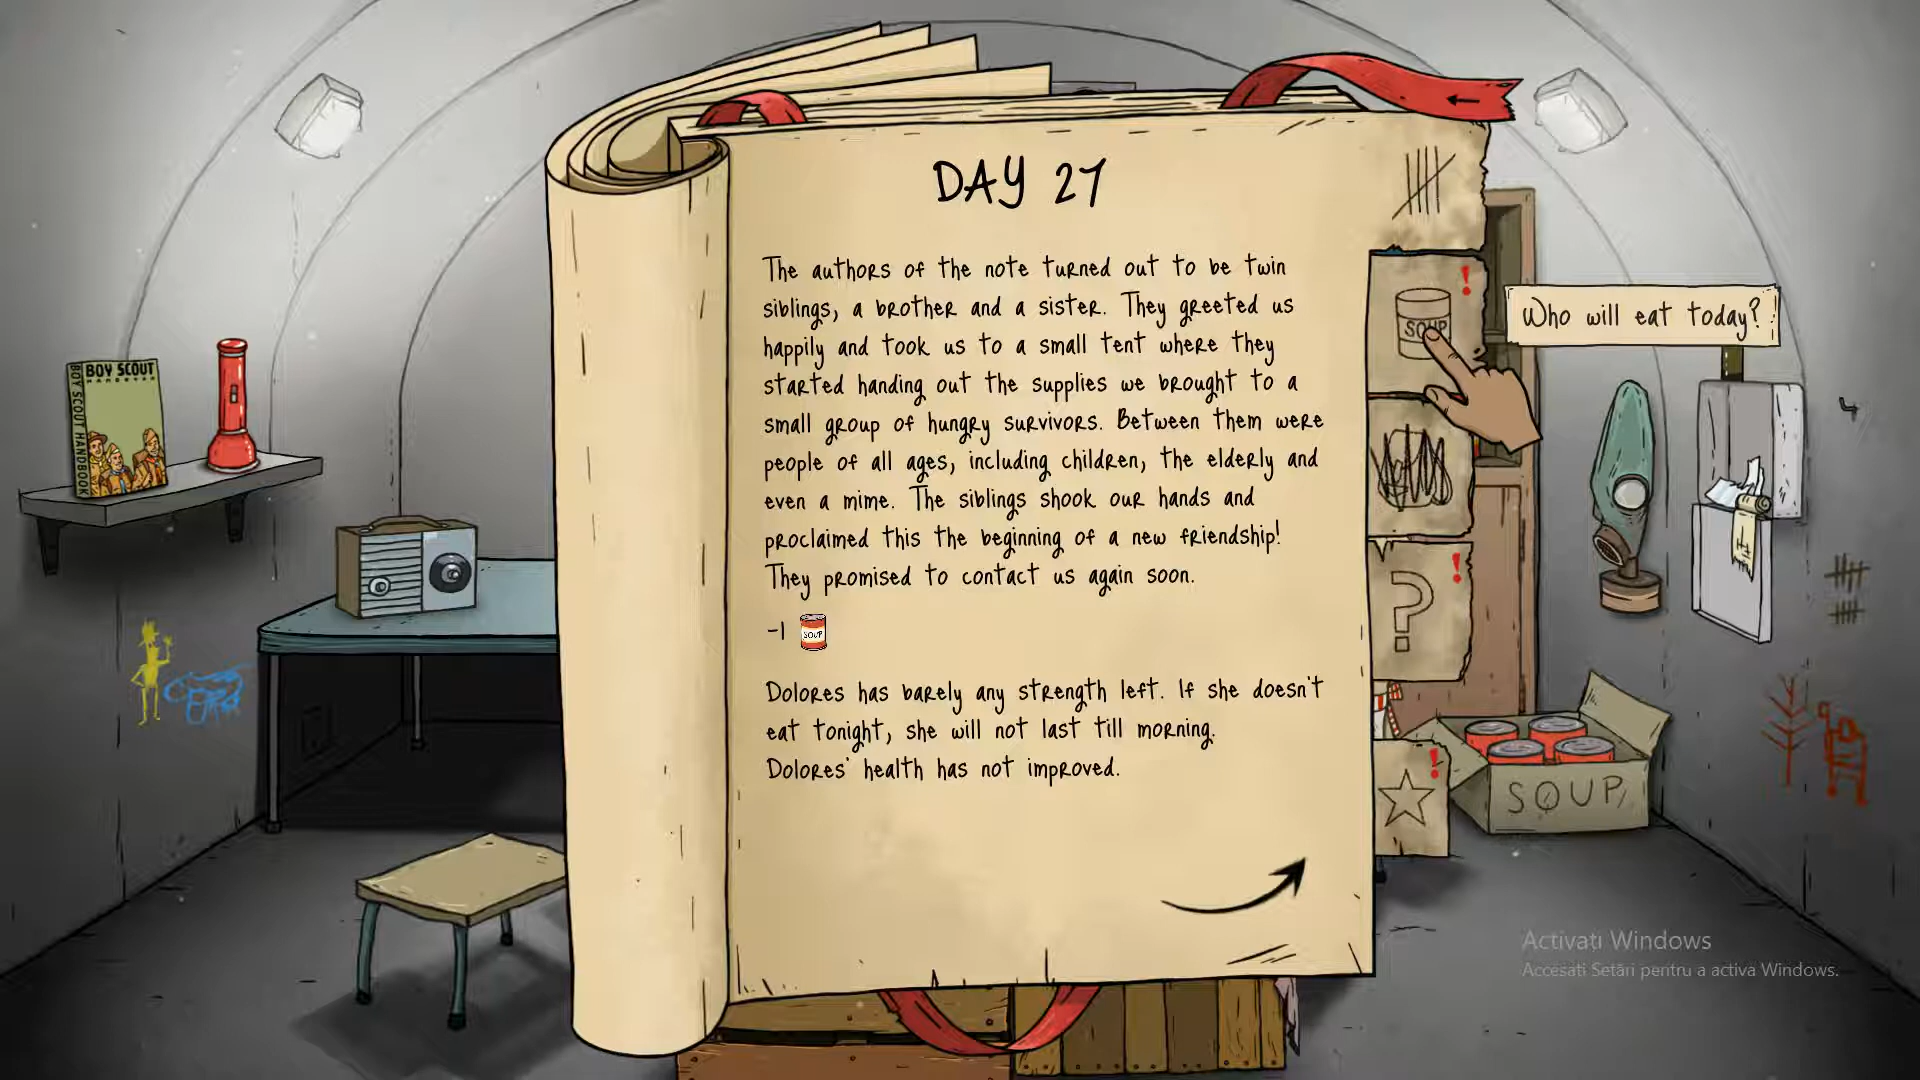 DAY 27
The authors of the note turned out to be twin
siblings, a brother and a sister. They greeted us
happily and took us to a small tent where they
started handing out the supplies we brought to a
small group of hungry survivors. Between them were
people of all ages, including children, the elderly and
even a mime. The siblings shook our hands and
proclaimed this the beginning of a new friendship!
They promised to contact us again soon.
-1
SOUP
Dolores has barely any strength left. If she doesn't
eat tonight, she will not last till morning.
Dolores' health has not improved.
SOUP
!
Who will eat today?
!
?
!
BOY SCOUT
HANDBOOK
BOY SCOUT HANDBOOK
SOUP
Activați Windows
Accesați Setări pentru a activa Windows.